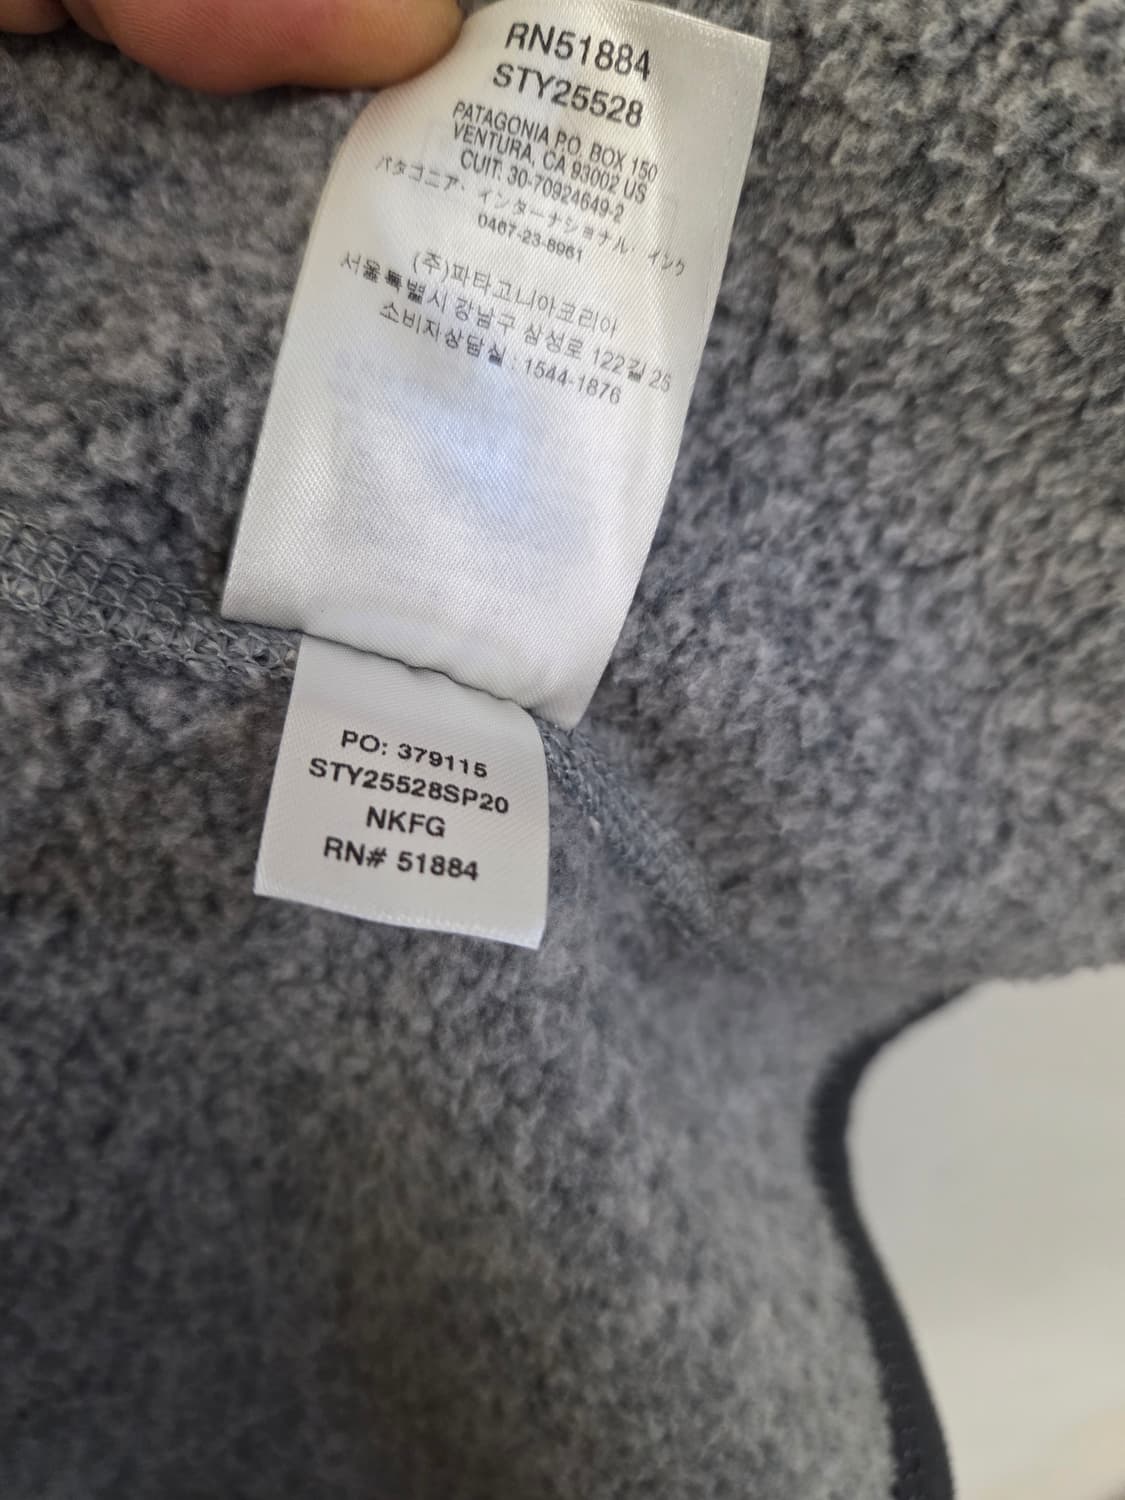 RN51884
STY25528
PATAGONIA P.O. BOX 150
VENTURA, CA 93002 US
CUIT: 30-70924649-2
パタゴニア・インターナショナル・インク
0467-23-8961
(주)파타고니아코리아
서울특별시 강남구 삼성로 122길 25
소비자상담실 : 1544-1876
PO: 379115
STY25528SP20
NKFG
RN# 51884